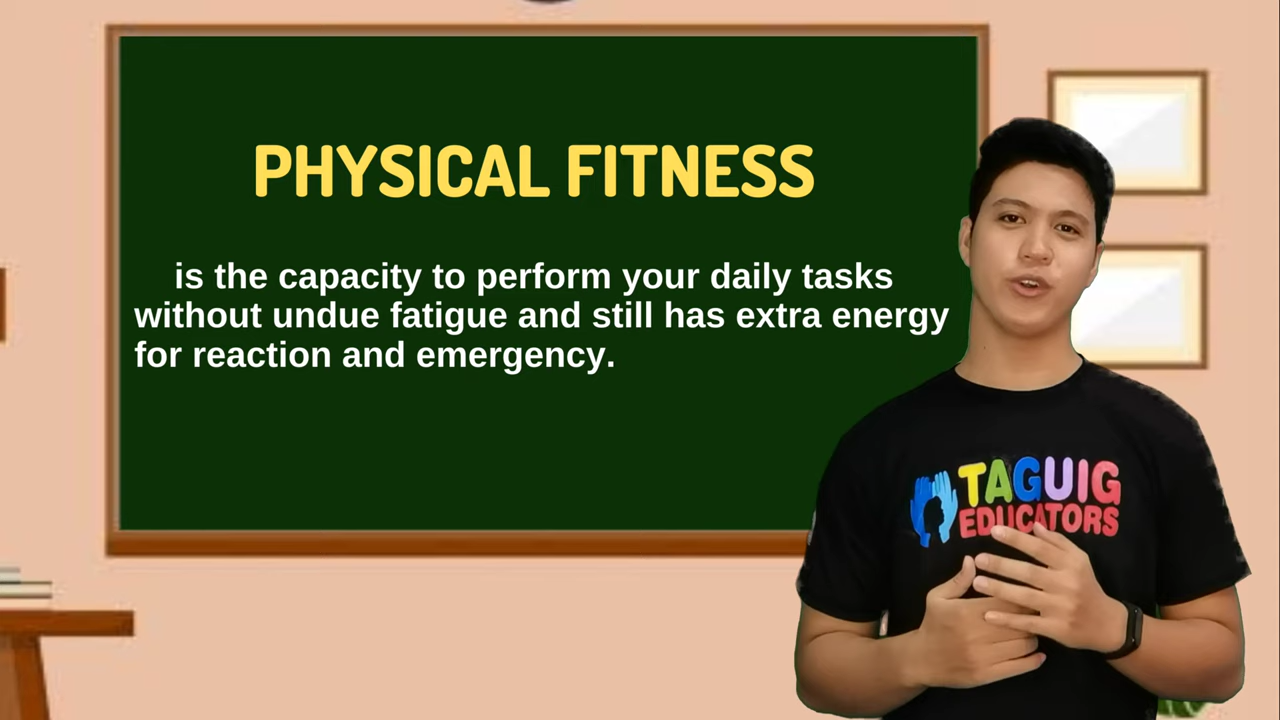 PHYSICAL FITNESS
is the capacity to perform your daily tasks
without undue fatigue and still has extra energy
for reaction and emergency.
TAGUIG
EDUCATORS